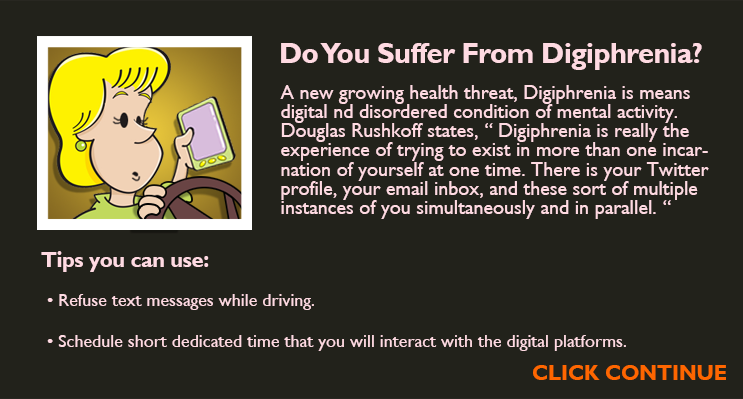 Do You Suffer From Digiphrenia?
A new growing health threat, Digiphrenia is means
digital nd disordered condition of mental activity.
Douglas Rushkoff states, “ Digiphrenia is really the
experience of trying to exist in more than one incar-
nation of yourself at one time. There is your Twitter
profile, your email inbox, and these sort of multiple
instances of you simultaneously and in parallel. “
Tips you can use:
• Refuse text messages while driving.
• Schedule short dedicated time that you will interact with the digital platforms.
CLICK CONTINUE